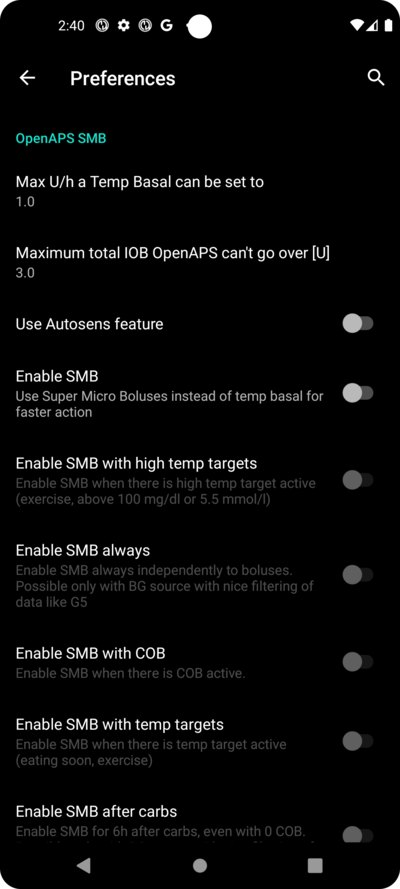 2:40
Preferences
OpenAPS SMB
Max U/h a Temp Basal can be set to
1.0
Maximum total IOB OpenAPS can't go over [U]
3.0
Use Autosens feature
Enable SMB
Use Super Micro Boluses instead of temp basal for
faster action
Enable SMB with high temp targets
Enable SMB when there is high temp target active
(exercise, above 100 mg/dl or 5.5 mmol/l)
Enable SMB always
Enable SMB always independently to boluses.
Possible only with BG source with nice filtering of
data like G5
Enable SMB with COB
Enable SMB when there is COB active.
Enable SMB with temp targets
Enable SMB when there is temp target active
(eating soon, exercise)
Enable SMB after carbs
Enable SMB for 6h after carbs, even with 0 COB.